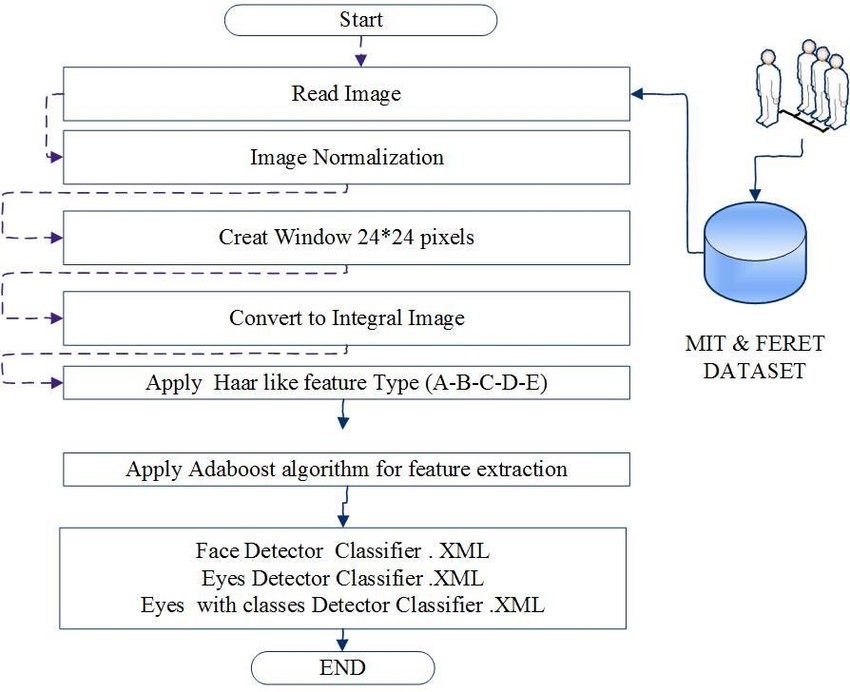 Start
Read Image
Image Normalization
Creat Window 24*24 pixels
Convert to Integral Image
Apply Haar like feature Type (A-B-C-D-E)
Apply Adaboost algorithm for feature extraction
Face Detector Classifier . XML
Eyes Detector Classifier .XML
Eyes with classes Detector Classifier .XML
END
MIT & FERET
DATASET